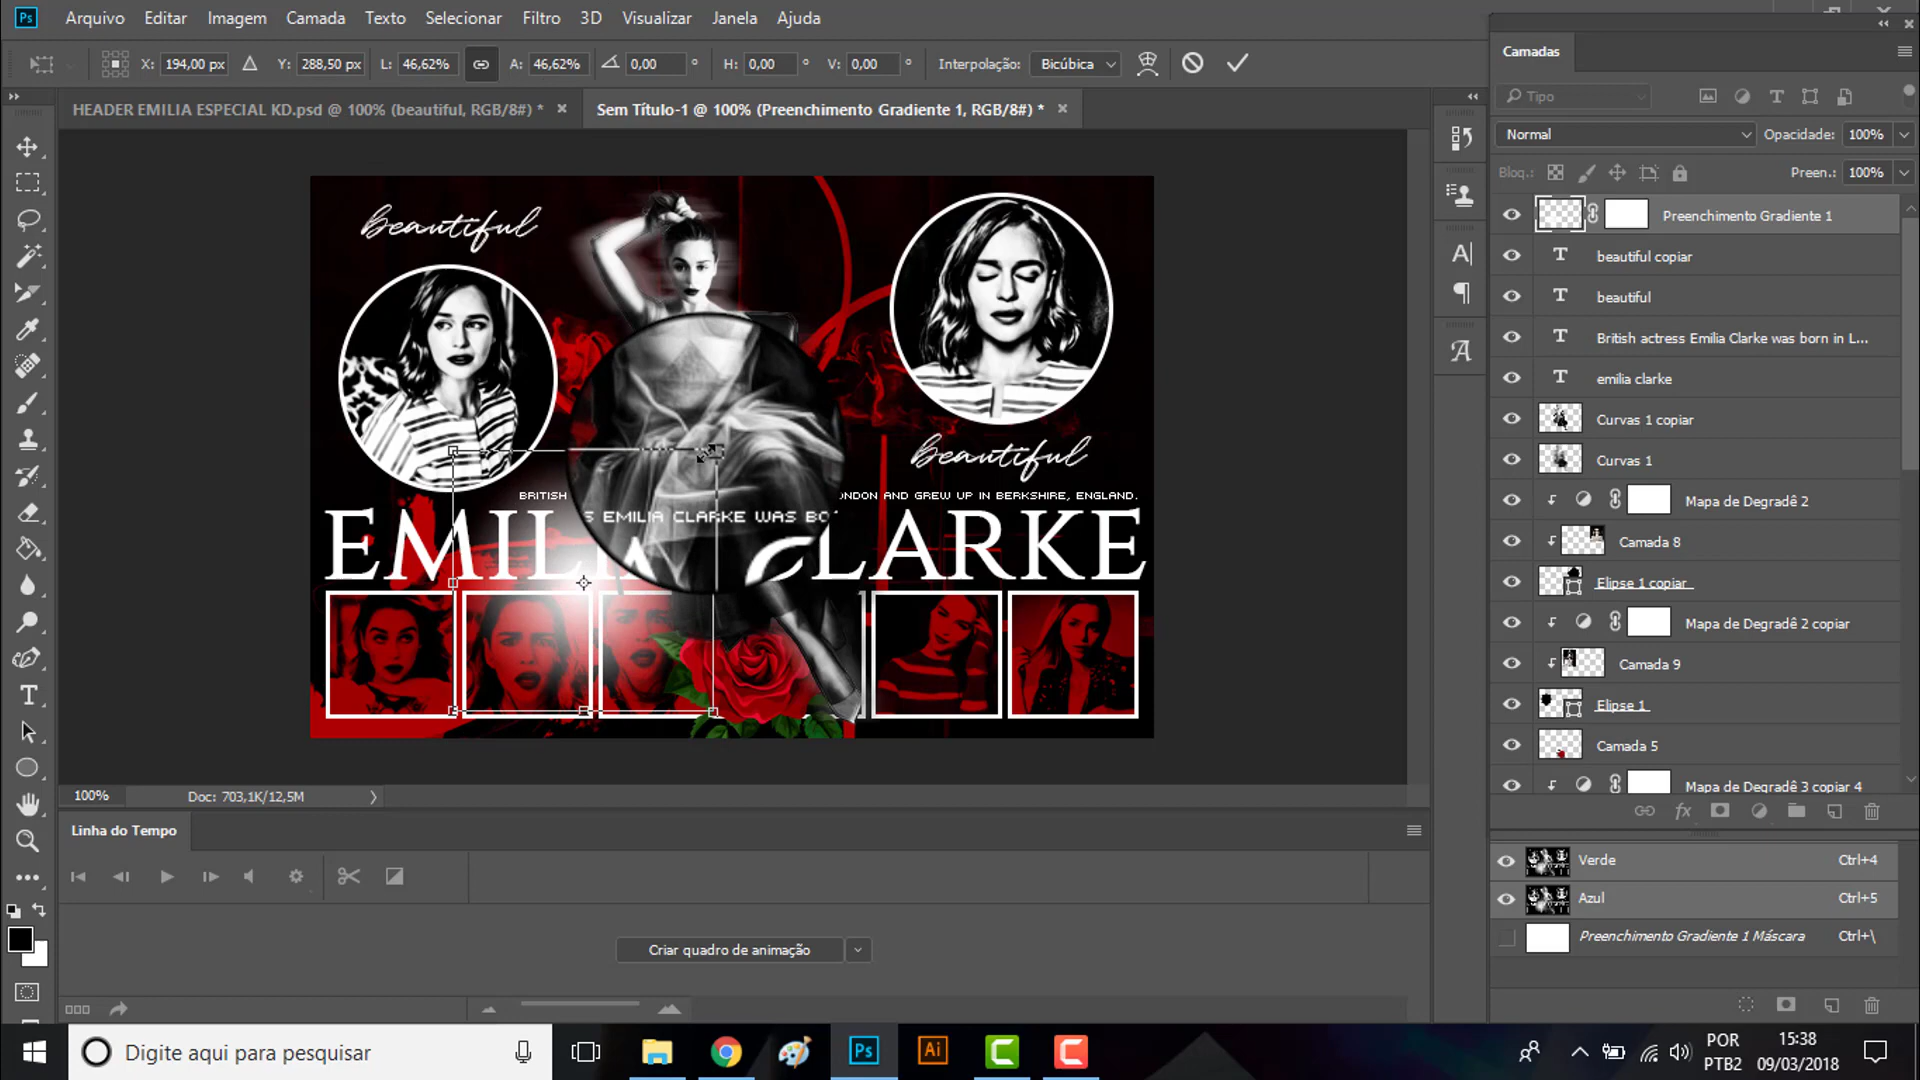 Ps Arquivo Editar Imagem Camada Texto Selecionar Filtro 3D Visualizar Janela Ajuda
X: 194,00 px Y: 288,50 px L: 46,62% A: 46,62% 0,00 ° H: 0,00 ° V: 0,00 ° Interpolação: Bicúbica
HEADER EMILIA ESPECIAL KD.psd @ 100% (beautiful, RGB/8#) *
Sem Título-1 @ 100% (Preenchimento Gradiente 1, RGB/8#) *
beautiful
beautiful
BRITISH
S EMILIA CLARKE WAS BO
ONDON AND GREW UP IN BERKSHIRE, ENGLAND.
EMILIA CLARKE
100% Doc: 703,1K/12,5M
Linha do Tempo
Criar quadro de animação
Camadas
Tipo
Normal Opacidade: 100%
Bloq.: Preen.: 100%
Preenchimento Gradiente 1
T beautiful copiar
T beautiful
T British actress Emilia Clarke was born in L...
T emilia clarke
Curvas 1 copiar
Curvas 1
Mapa de Degradê 2
Camada 8
Elipse 1 copiar
Mapa de Degradê 2 copiar
Camada 9
Elipse 1
Camada 5
Mapa de Degradê 3 copiar 4
fx
Verde Ctrl+4
Azul Ctrl+5
Preenchimento Gradiente 1 Máscara Ctrl+\
Digite aqui para pesquisar
Ps
Ai
POR
PTB2
15:38
09/03/2018